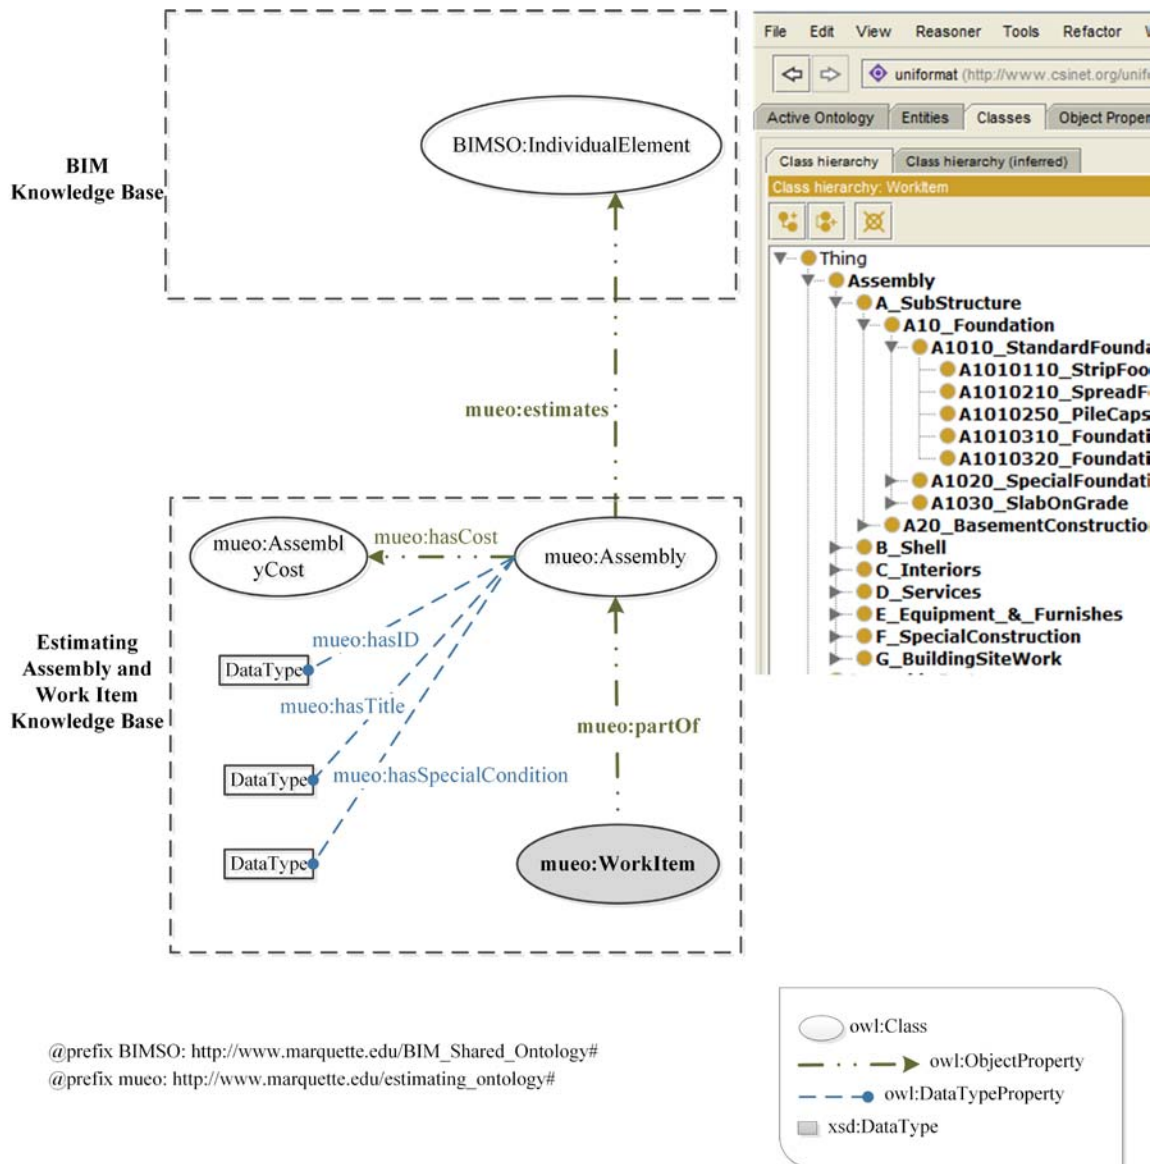 BIM
Knowledge Base
BIMSO:IndividualElement
mueo:estimates
Estimating
Assembly and
Work Item
Knowledge Base
mueo:Assembl
yCost
mueo:hasCost
mueo:Assembly
mueo:hasID
DataType
mueo:hasTitle
mueo:partOf
DataType
mueo:hasSpecialCondition
DataType
mueo:WorkItem
File Edit View Reasoner Tools Refactor
uniformat (http://www.csinet.org/unifo
Active Ontology Entities Classes Object Proper
Class hierarchy Class hierarchy (inferred)
Class hierarchy: WorkItem
Thing
Assembly
A_SubStructure
A10_Foundation
A1010_StandardFounda
A1010110_StripFoo
A1010210_SpreadF
A1010250_PileCaps
A1010310_Foundati
A1010320_Foundati
A1020_SpecialFoundati
A1030_SlabOnGrade
A20_BasementConstructio
B_Shell
C_Interiors
D_Services
E_Equipment_&_Furnishes
F_SpecialConstruction
G_BuildingSiteWork
@prefix BIMSO: http://www.marquette.edu/BIM_Shared_Ontology#
@prefix mueo: http://www.marquette.edu/estimating_ontology#
owl:Class
owl:ObjectProperty
owl:DataTypeProperty
xsd:DataType